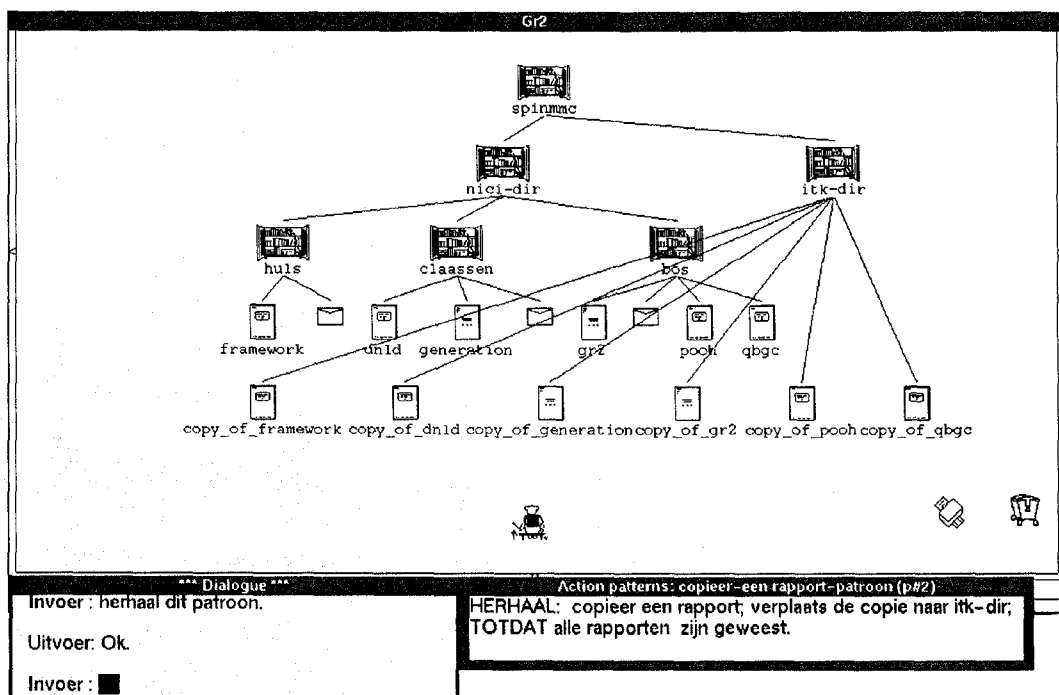 Gr2
spinmmc
nici-dir itk-dir
huls claassen bos
framework dnld generation gr2 pooh qbgc
copy_of_framework copy_of_dnld copy_of_generation copy_of_gr2 copy_of_pooh copy_of_qbgc
*** Dialogue ***
Invoer : herhaal dit patroon.
Uitvoer: Ok.
Invoer :
Action patterns: copieer-een rapport-patroon (p#2)
HERHAAL: copieer een rapport; verplaats de copie naar itk-dir;
TOTDAT alle rapporten zijn geweest.